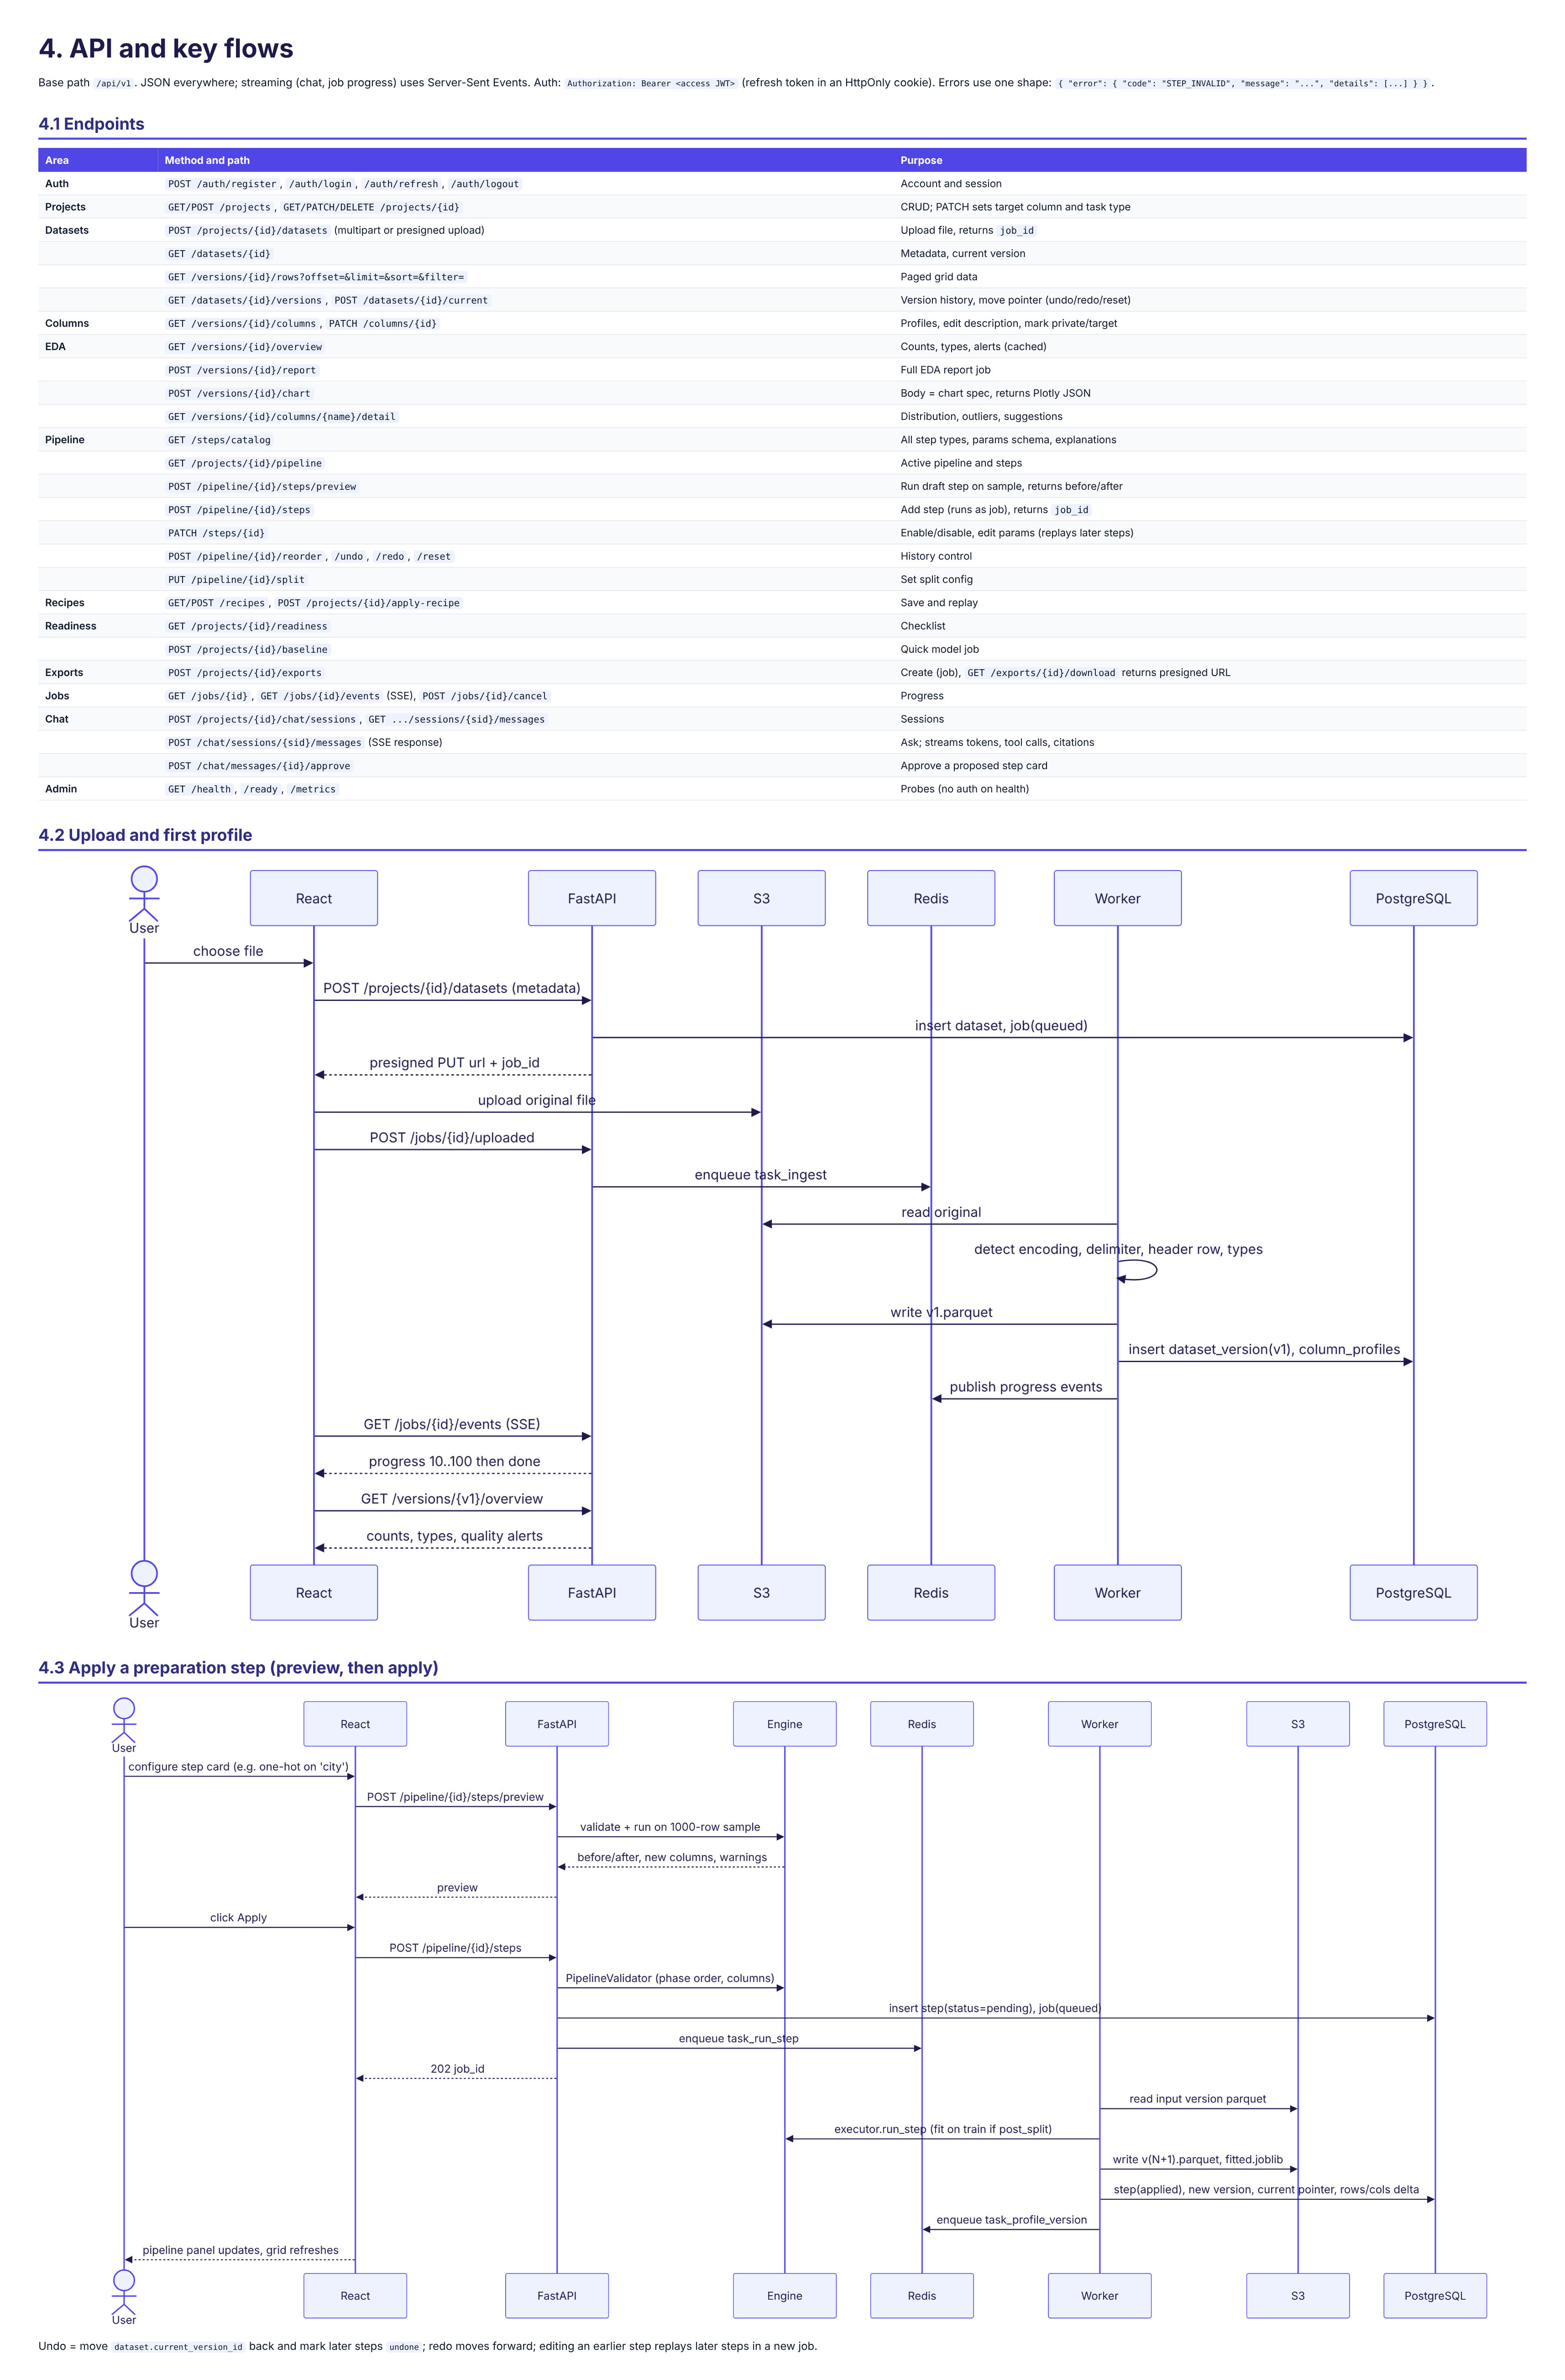 4. API and key flows
Base path /api/v1 . JSON everywhere; streaming (chat, job progress) uses Server-Sent Events. Auth: Authorization: Bearer <access JWT> (refresh token in an HttpOnly cookie). Errors use one shape: { "error": { "code": "STEP_INVALID", "message": "...", "details": [...] } } .
4.1 Endpoints
Area Method and path Purpose
Auth POST /auth/register , /auth/login , /auth/refresh , /auth/logout Account and session
Projects GET/POST /projects , GET/PATCH/DELETE /projects/{id} CRUD; PATCH sets target column and task type
Datasets POST /projects/{id}/datasets (multipart or presigned upload) Upload file, returns job_id
GET /datasets/{id} Metadata, current version
GET /versions/{id}/rows?offset=&limit=&sort=&filter= Paged grid data
GET /datasets/{id}/versions , POST /datasets/{id}/current Version history, move pointer (undo/redo/reset)
Columns GET /versions/{id}/columns , PATCH /columns/{id} Profiles, edit description, mark private/target
EDA GET /versions/{id}/overview Counts, types, alerts (cached)
POST /versions/{id}/report Full EDA report job
POST /versions/{id}/chart Body = chart spec, returns Plotly JSON
GET /versions/{id}/columns/{name}/detail Distribution, outliers, suggestions
Pipeline GET /steps/catalog All step types, params schema, explanations
GET /projects/{id}/pipeline Active pipeline and steps
POST /pipeline/{id}/steps/preview Run draft step on sample, returns before/after
POST /pipeline/{id}/steps Add step (runs as job), returns job_id
PATCH /steps/{id} Enable/disable, edit params (replays later steps)
POST /pipeline/{id}/reorder , /undo , /redo , /reset History control
PUT /pipeline/{id}/split Set split config
Recipes GET/POST /recipes , POST /projects/{id}/apply-recipe Save and replay
Readiness GET /projects/{id}/readiness Checklist
POST /projects/{id}/baseline Quick model job
Exports POST /projects/{id}/exports Create (job), GET /exports/{id}/download returns presigned URL
Jobs GET /jobs/{id} , GET /jobs/{id}/events (SSE), POST /jobs/{id}/cancel Progress
Chat POST /projects/{id}/chat/sessions , GET .../sessions/{sid}/messages Sessions
POST /chat/sessions/{sid}/messages (SSE response) Ask; streams tokens, tool calls, citations
POST /chat/messages/{id}/approve Approve a proposed step card
Admin GET /health , /ready , /metrics Probes (no auth on health)
4.2 Upload and first profile
User React FastAPI S3 Redis Worker PostgreSQL
choose file
POST /projects/{id}/datasets (metadata)
insert dataset, job(queued)
presigned PUT url + job_id
upload original file
POST /jobs/{id}/uploaded
enqueue task_ingest
read original
detect encoding, delimiter, header row, types
write v1.parquet
insert dataset_version(v1), column_profiles
publish progress events
GET /jobs/{id}/events (SSE)
progress 10..100 then done
GET /versions/{v1}/overview
counts, types, quality alerts
User React FastAPI S3 Redis Worker PostgreSQL
4.3 Apply a preparation step (preview, then apply)
User React FastAPI Engine Redis Worker S3 PostgreSQL
configure step card (e.g. one-hot on 'city')
POST /pipeline/{id}/steps/preview
validate + run on 1000-row sample
before/after, new columns, warnings
preview
click Apply
POST /pipeline/{id}/steps
PipelineValidator (phase order, columns)
insert step(status=pending), job(queued)
enqueue task_run_step
202 job_id
read input version parquet
executor.run_step (fit on train if post_split)
write v(N+1).parquet, fitted.joblib
step(applied), new version, current pointer, rows/cols delta
enqueue task_profile_version
pipeline panel updates, grid refreshes
User React FastAPI Engine Redis Worker S3 PostgreSQL
Undo = move dataset.current_version_id back and mark later steps undone ; redo moves forward; editing an earlier step replays later steps in a new job.